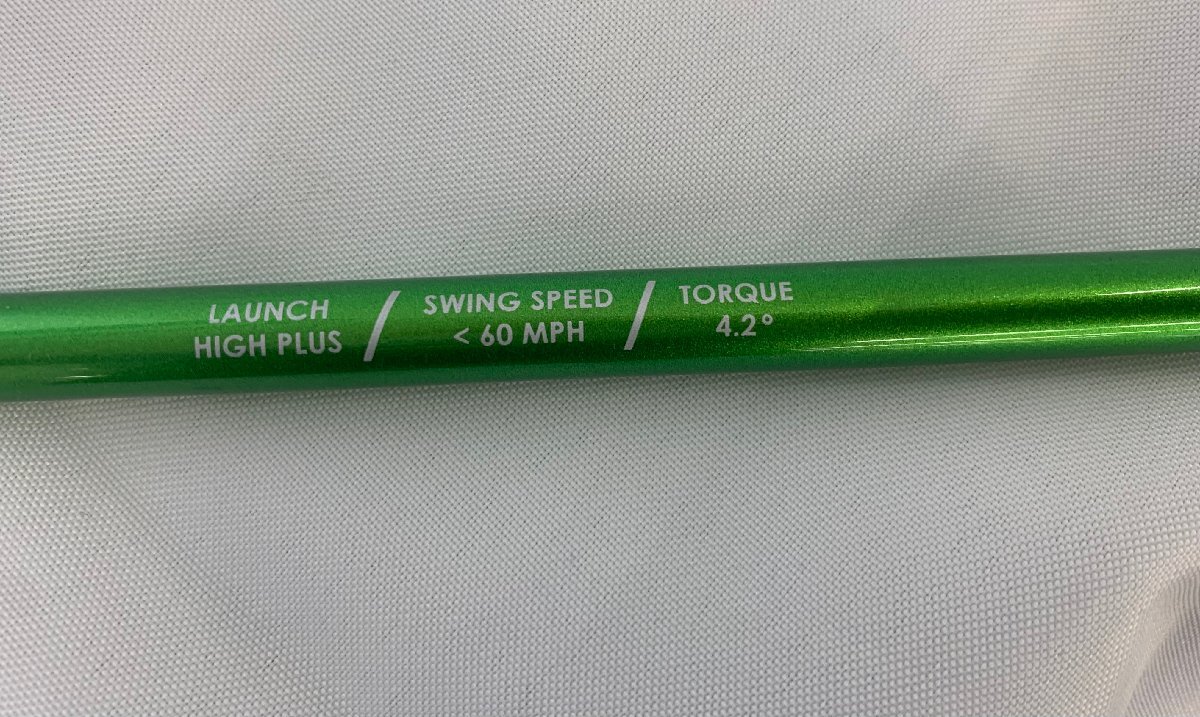 LAUNCH
HIGH PLUS
/
SWING SPEED
< 60 MPH
/
TORQUE
4.2°